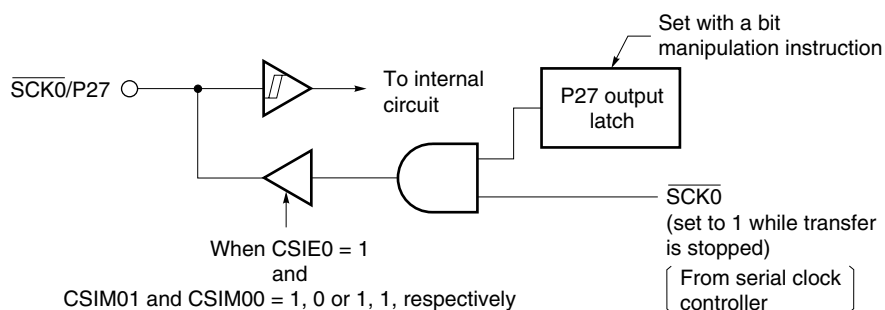 Set with a bit
manipulation instruction
SCK0/P27
To internal
circuit
P27 output
latch
SCK0
(set to 1 while transfer
is stopped)
From serial clock
controller
When CSIE0 = 1
and
CSIM01 and CSIM00 = 1, 0 or 1, 1, respectively